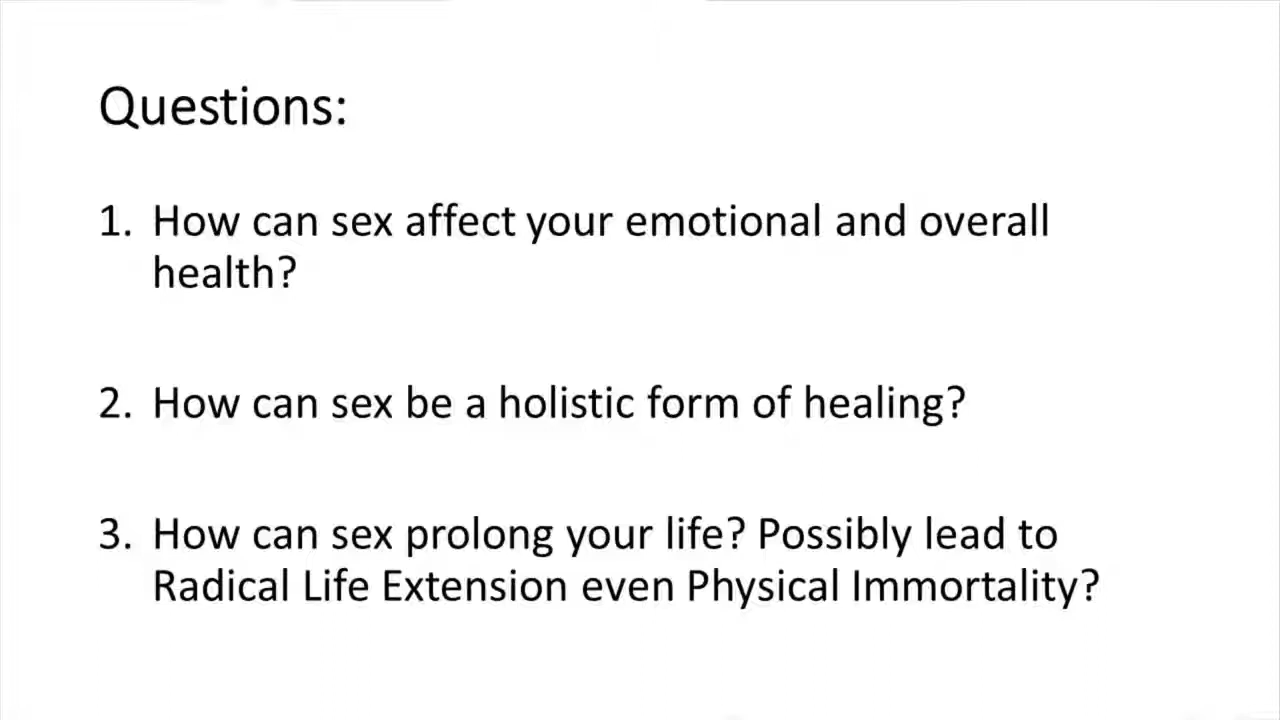 Questions:
1. How can sex affect your emotional and overall
health?
2. How can sex be a holistic form of healing?
3. How can sex prolong your life? Possibly lead to
Radical Life Extension even Physical Immortality?